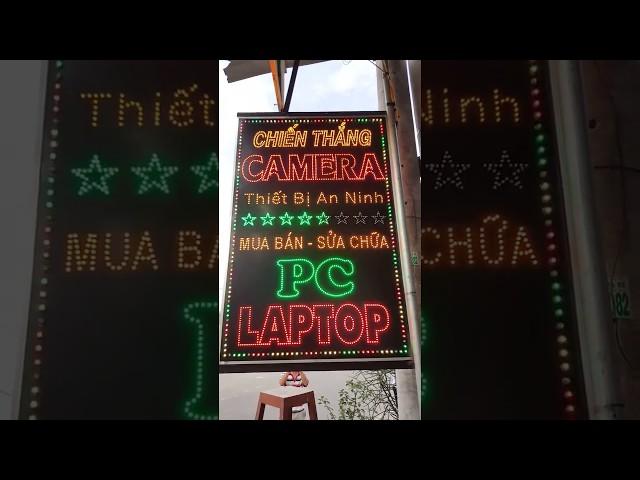 CHIẾN THẮNG
CAMERA
Thiết Bị An Ninh
MUA BÁN - SỬA CHỮA
PC
LAPTOP